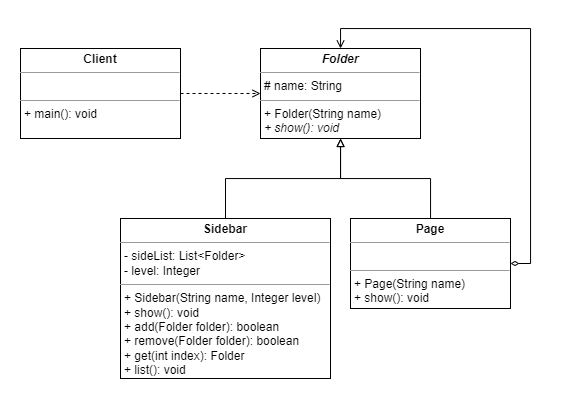 Client
+ main(): void
Folder
# name: String
+ Folder(String name)
+ show(): void
Sidebar
- sideList: List<Folder>
- level: Integer
+ Sidebar(String name, Integer level)
+ show(): void
+ add(Folder folder): boolean
+ remove(Folder folder): boolean
+ get(int index): Folder
+ list(): void
Page
+ Page(String name)
+ show(): void